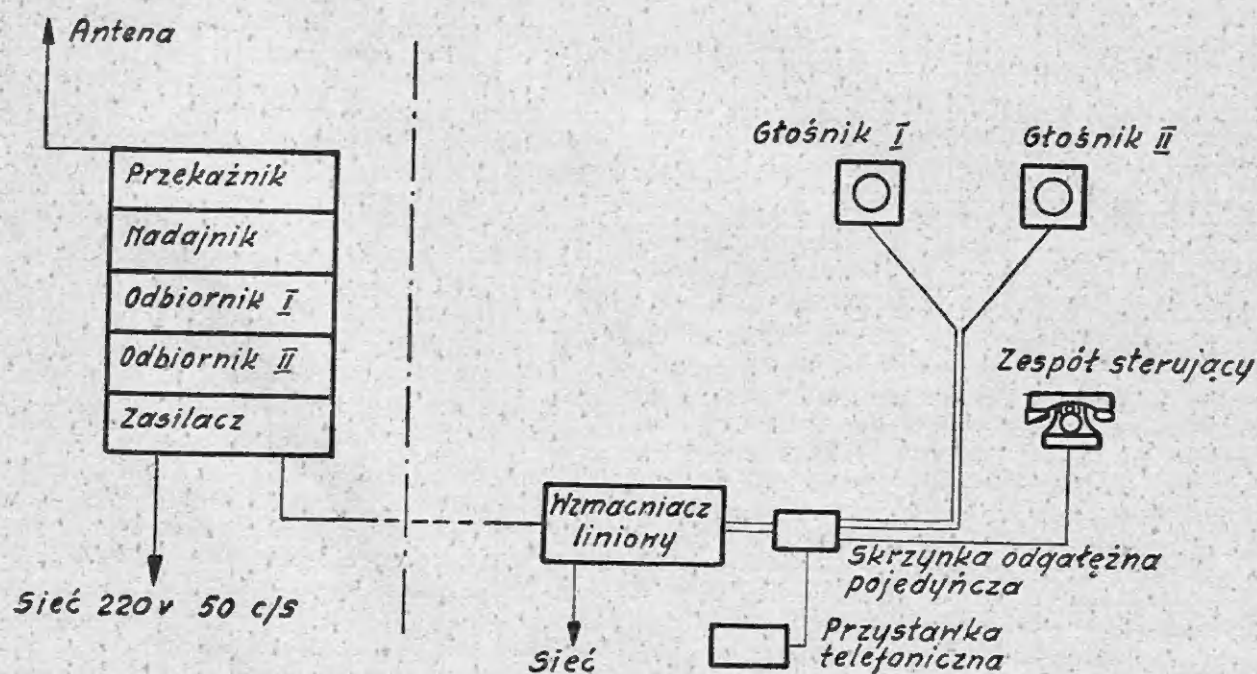 Antena
Przekaźnik
Nadajnik
Odbiornik I
Odbiornik II
Zasilacz
Sieć 220v 50 c/s
Głośnik I
Głośnik II
Zespół sterujący
Wzmacniacz
liniowy
Skrzynka odgałęźna
pojedyńcza
Sieć
Przystawka
telefoniczna